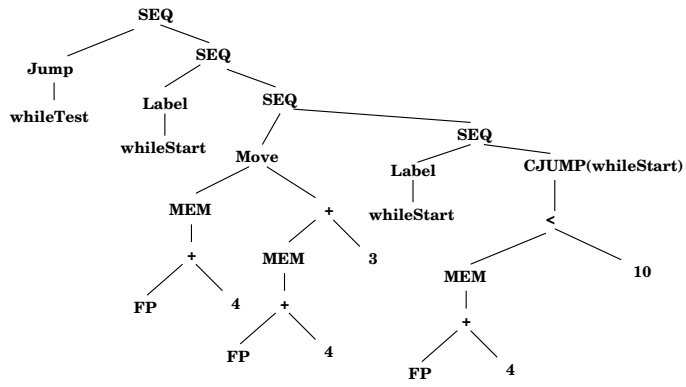 SEQ
SEQ
Jump
Label
SEQ
whileTest
whileStart
SEQ
Move
Label
CJUMP(whileStart)
MEM
+
whileStart
<
MEM
3
+
MEM
10
FP
4
+
+
FP
4
FP
4